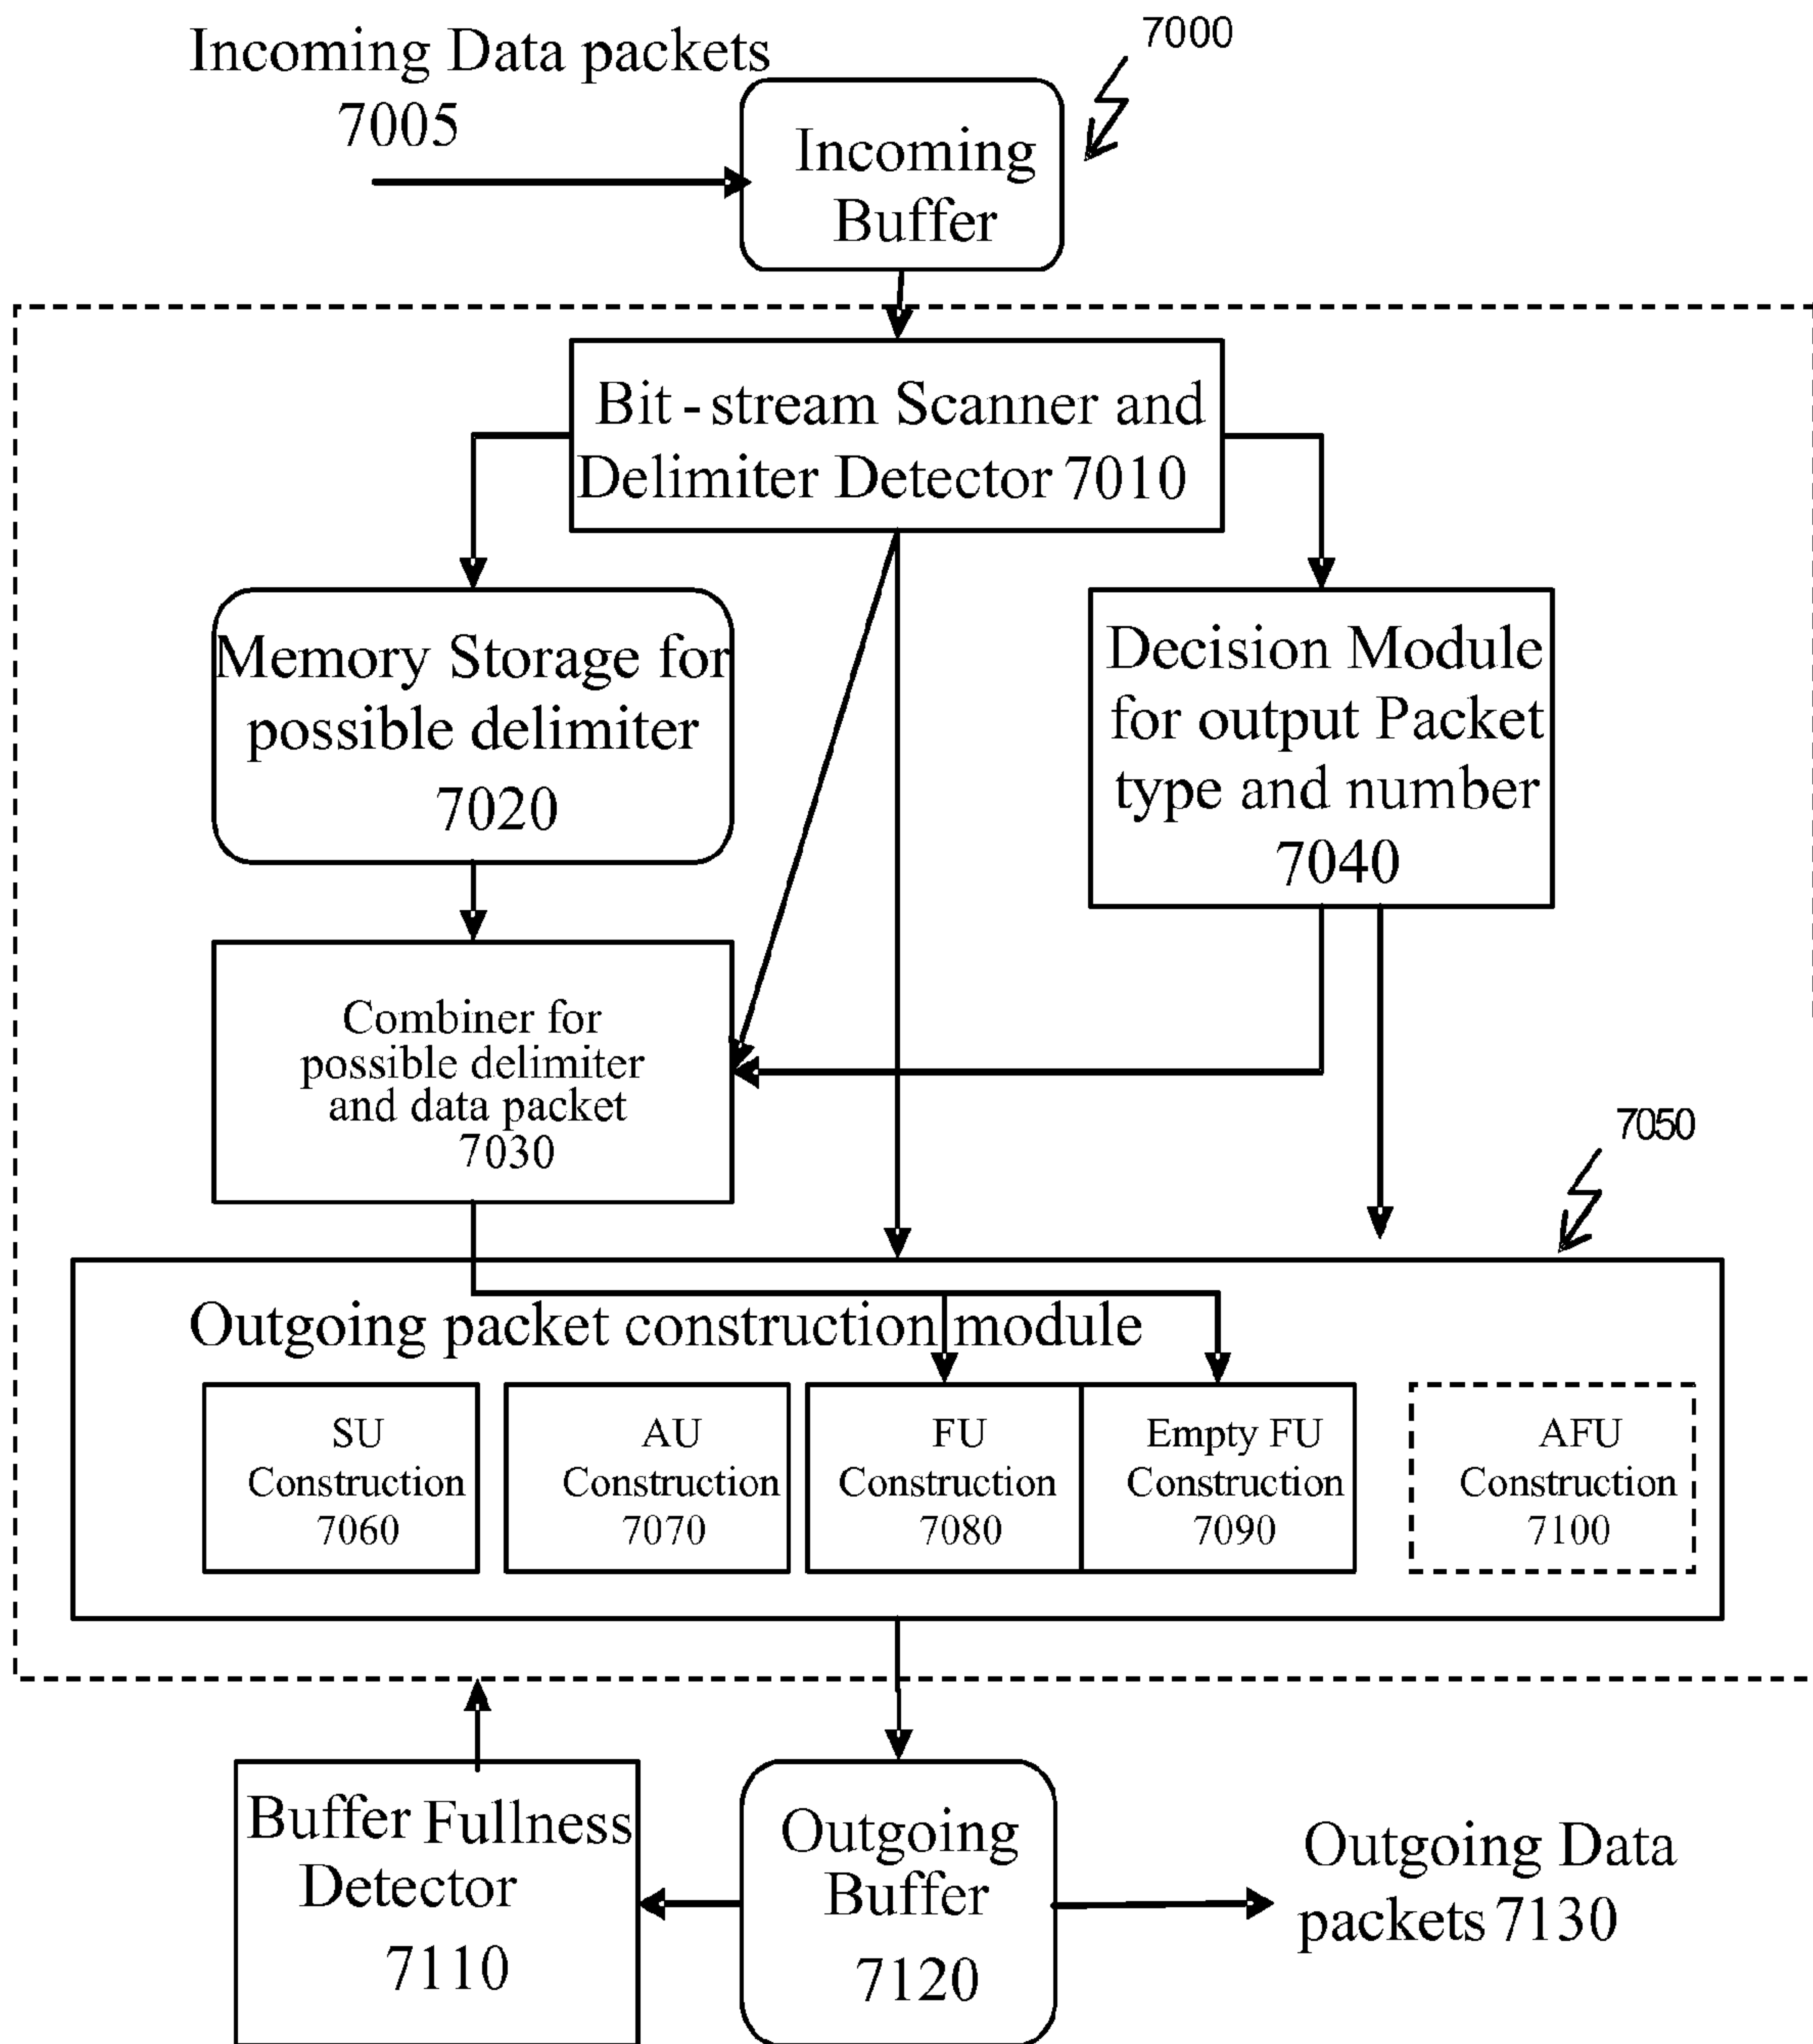 Incoming Data packets
7005
7000
Incoming
Buffer
Bit - stream Scanner and
Delimiter Detector 7010
Memory Storage for
possible delimiter
7020
Decision Module
for output Packet
type and number
7040
Combiner for
possible delimiter
and data packet
7030
7050
Outgoing packet construction module
SU
Construction
7060
AU
Construction
7070
FU
Construction
7080
Empty FU
Construction
7090
AFU
Construction
7100
Buffer Fullness
Detector
7110
Outgoing
Buffer
7120
Outgoing Data
packets 7130